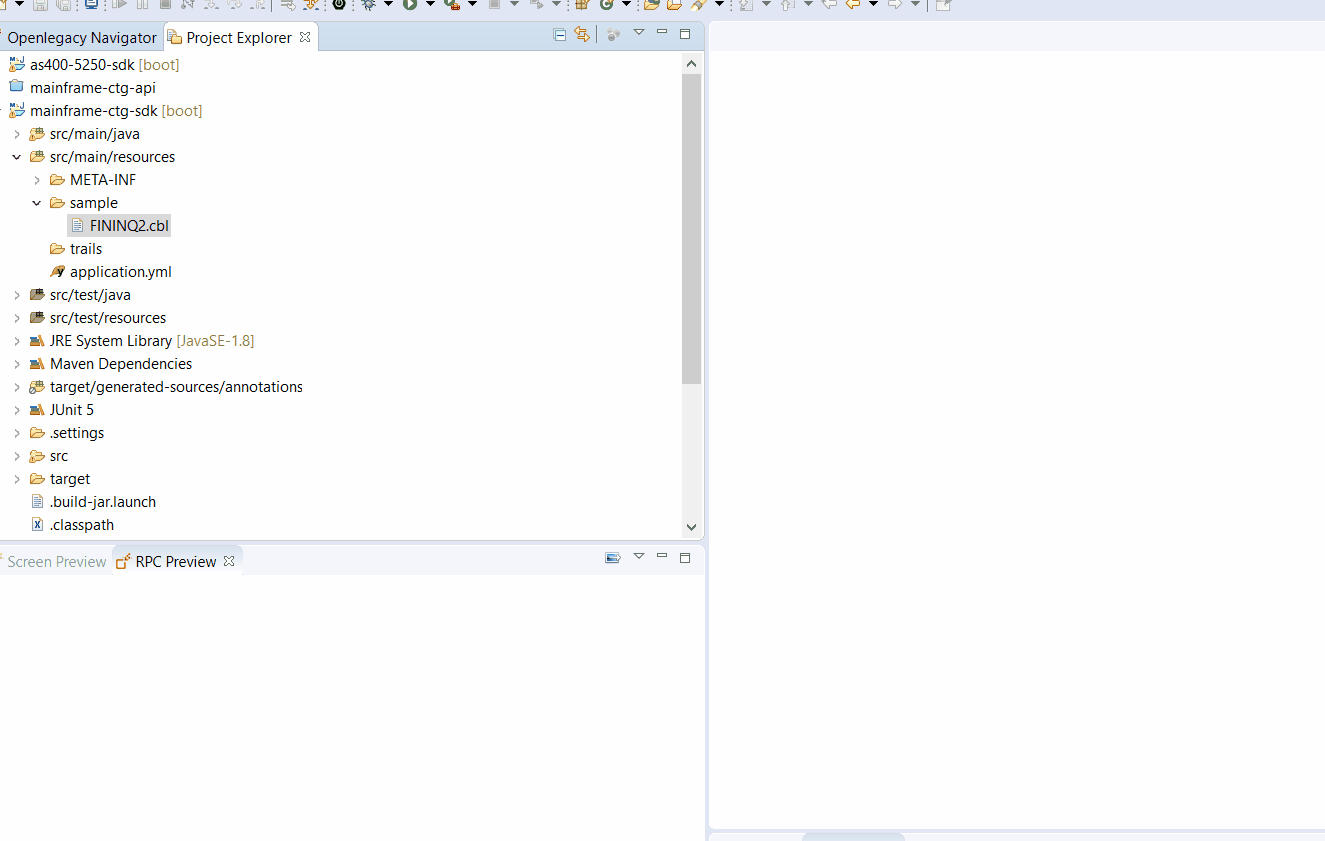 Openlegacy Navigator Project Explorer
as400-5250-sdk [boot]
mainframe-ctg-api
mainframe-ctg-sdk [boot]
src/main/java
src/main/resources
META-INF
sample
FININQ2.cbl
trails
application.yml
src/test/java
src/test/resources
JRE System Library [JavaSE-1.8]
Maven Dependencies
target/generated-sources/annotations
JUnit 5
.settings
src
target
.build-jar.launch
.classpath
Screen Preview RPC Preview